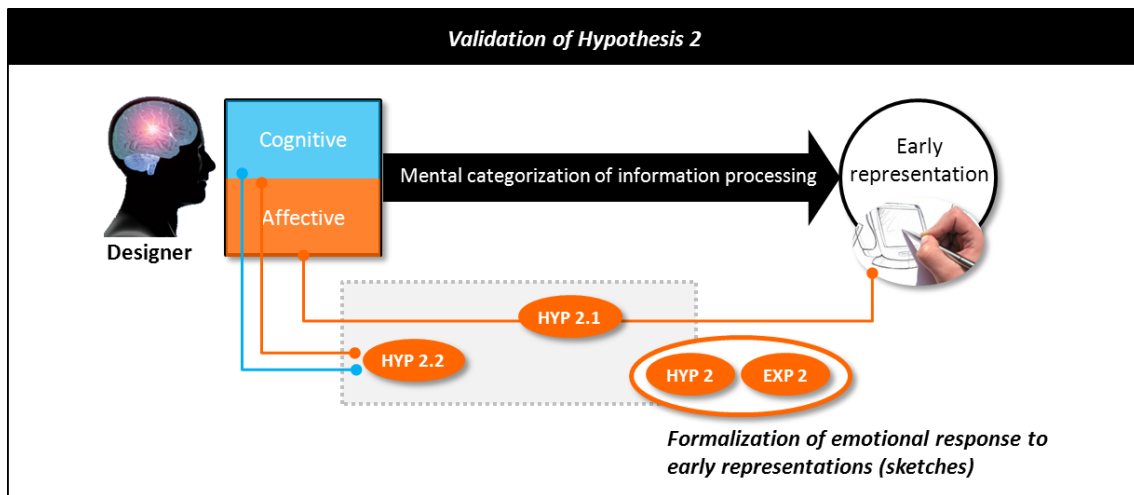 Validation of Hypothesis 2
Cognitive
Affective
Designer
Mental categorization of information processing
Early
representation
HYP 2.1
HYP 2.2
HYP 2
EXP 2
Formalization of emotional response to
early representations (sketches)